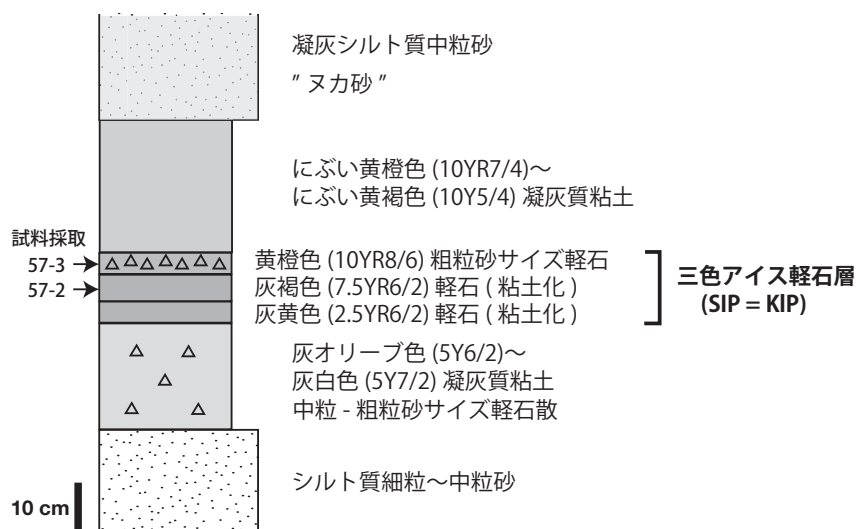 凝灰シルト質中粒砂
” ヌカ砂 ”
にぶい黄橙色 (10YR7/4)～
にぶい黄褐色 (10Y5/4) 凝灰質粘土
試料採取
57-3
57-2
黄橙色 (10YR8/6) 粗粒砂サイズ軽石
灰褐色 (7.5YR6/2) 軽石 ( 粘土化 )
灰黄色 (2.5YR6/2) 軽石 ( 粘土化 )
三色アイス軽石層
(SIP = KIP)
灰オリーブ色 (5Y6/2)～
灰白色 (5Y7/2) 凝灰質粘土
中粒 - 粗粒砂サイズ軽石散
シルト質細粒～中粒砂
10 cm